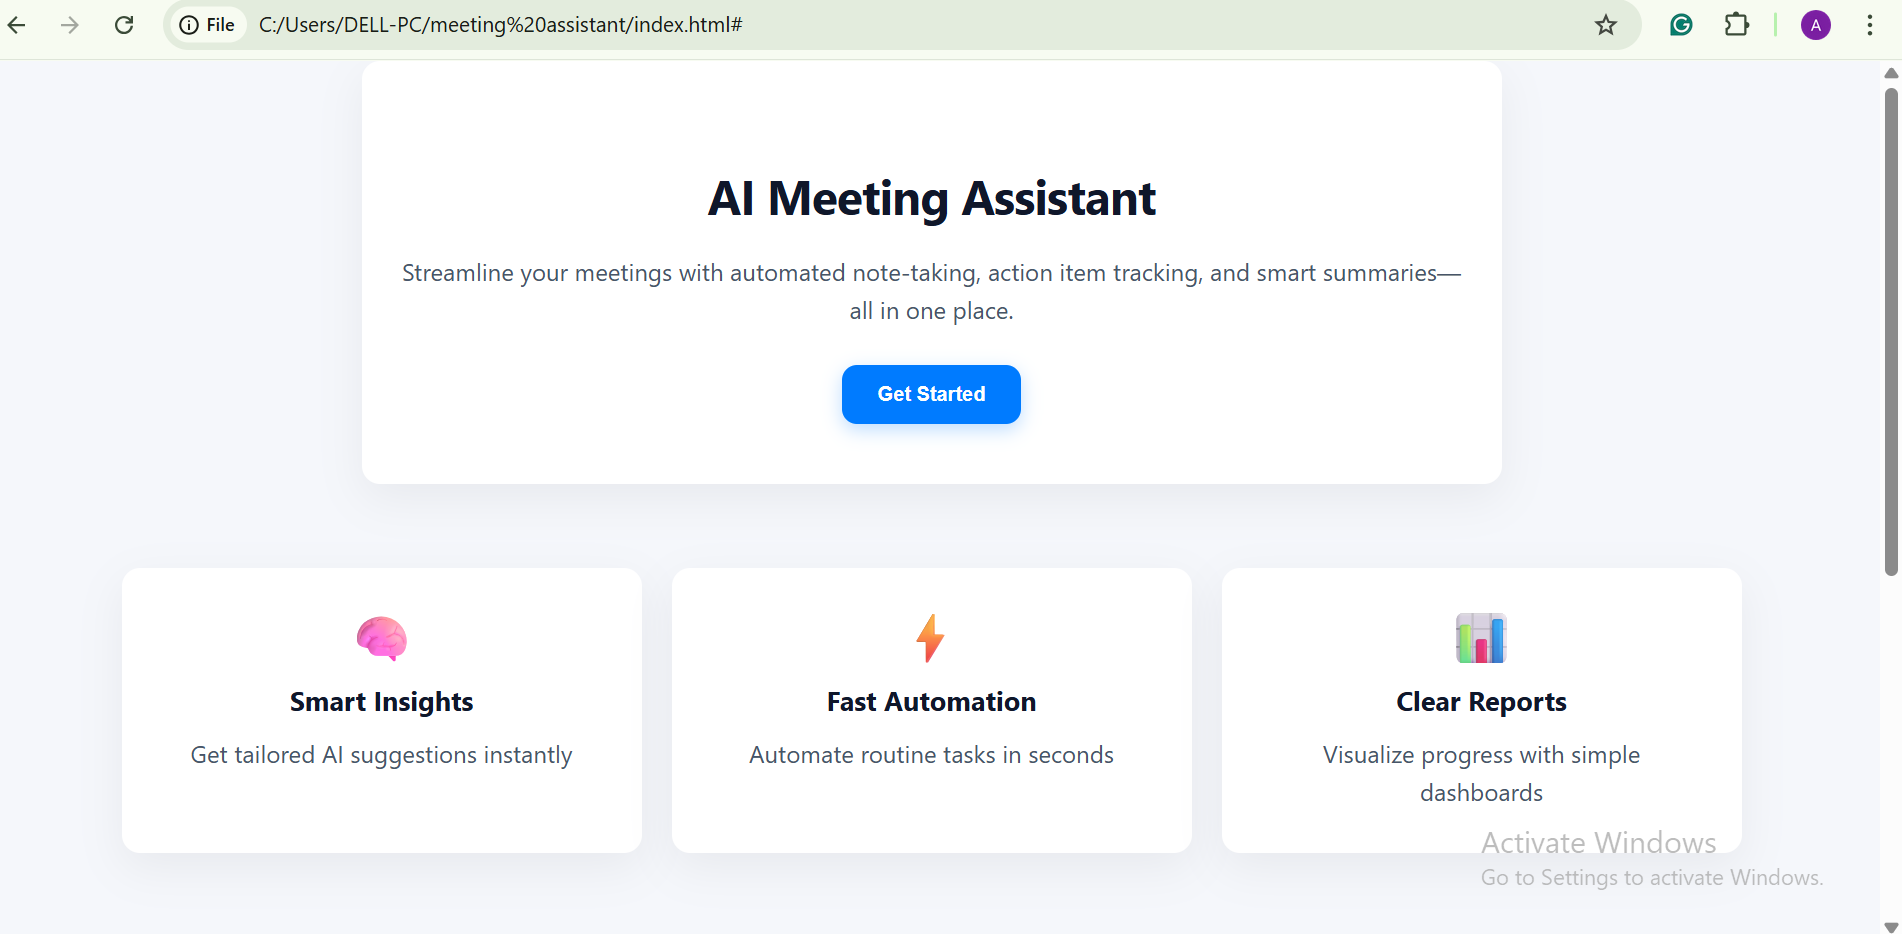 File
C:/Users/DELL-PC/meeting%20assistant/index.html#
A
AI Meeting Assistant
Streamline your meetings with automated note-taking, action item tracking, and smart summaries—
all in one place.
Get Started
Smart Insights
Get tailored AI suggestions instantly
Fast Automation
Automate routine tasks in seconds
Clear Reports
Visualize progress with simple
dashboards
Activate Windows
Go to Settings to activate Windows.